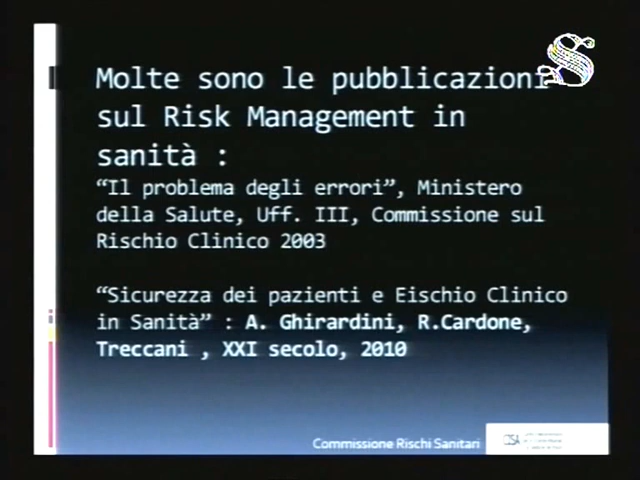 Molte sono le pubblicazioni
sul Risk Management in
sanità :
“Il problema degli errori”, Ministero
della Salute, Uff. III, Commissione sul
Rischio Clinico 2003
“Sicurezza dei pazienti e Eischio Clinico
in Sanità” : A. Ghirardini, R.Cardone,
Treccani , XXI secolo, 2010
Commissione Rischi Sanitari